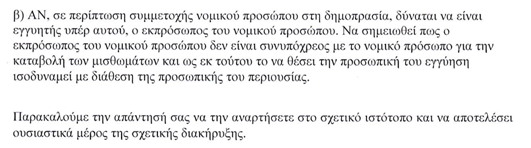 β) ΑΝ, σε περίπτωση συμμετοχής νομικού προσώπου στη δημοπρασία, δύναται να είναι
εγγυητής υπέρ αυτού, ο εκπρόσωπος του νομικού προσώπου. Να σημειωθεί πως ο
εκπρόσωπος του νομικού προσώπου δεν είναι συνυπόχρεος με το νομικό πρόσωπο για την
καταβολή των μισθωμάτων και ως εκ τούτου το να θέσει την προσωπική του εγγύηση
ισοδυναμεί με διάθεση της προσωπικής του περιουσίας.
Παρακαλούμε την απάντησή σας να την αναρτήσετε στο σχετικό ιστότοπο και να αποτελέσει
ουσιαστικά μέρος της σχετικής διακήρυξης.